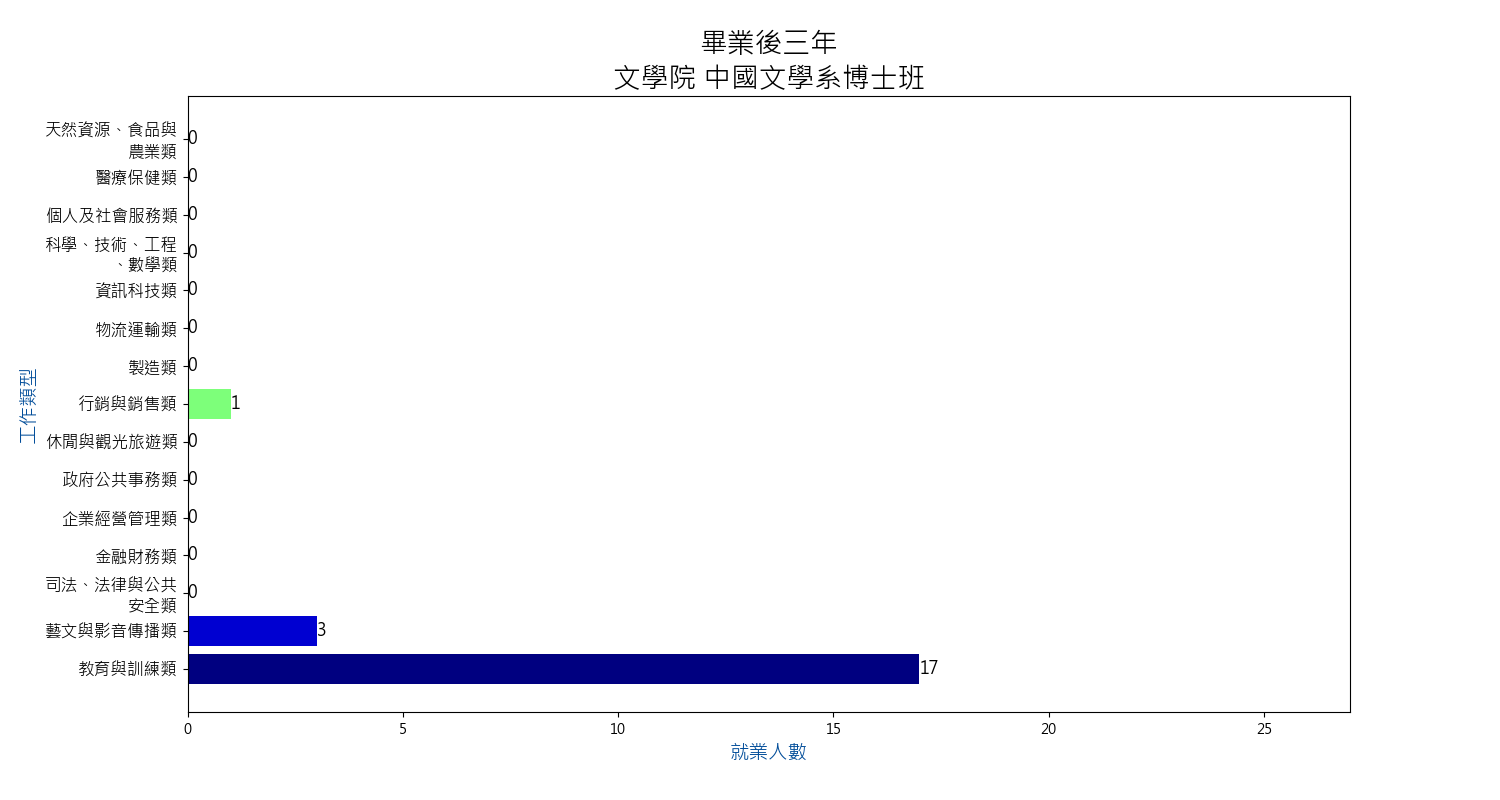 畢業後三年
文學院 中國文學系博士班
工作類型
天然資源、食品與
農業類
0
醫療保健類
0
個人及社會服務類
0
科學、技術、工程
、數學類
0
資訊科技類
0
物流運輸類
0
製造類
0
行銷與銷售類
1
休閒與觀光旅遊類
0
政府公共事務類
0
企業經營管理類
0
金融財務類
0
司法、法律與公共
安全類
0
藝文與影音傳播類
3
教育與訓練類
17
0
5
10
15
20
25
就業人數